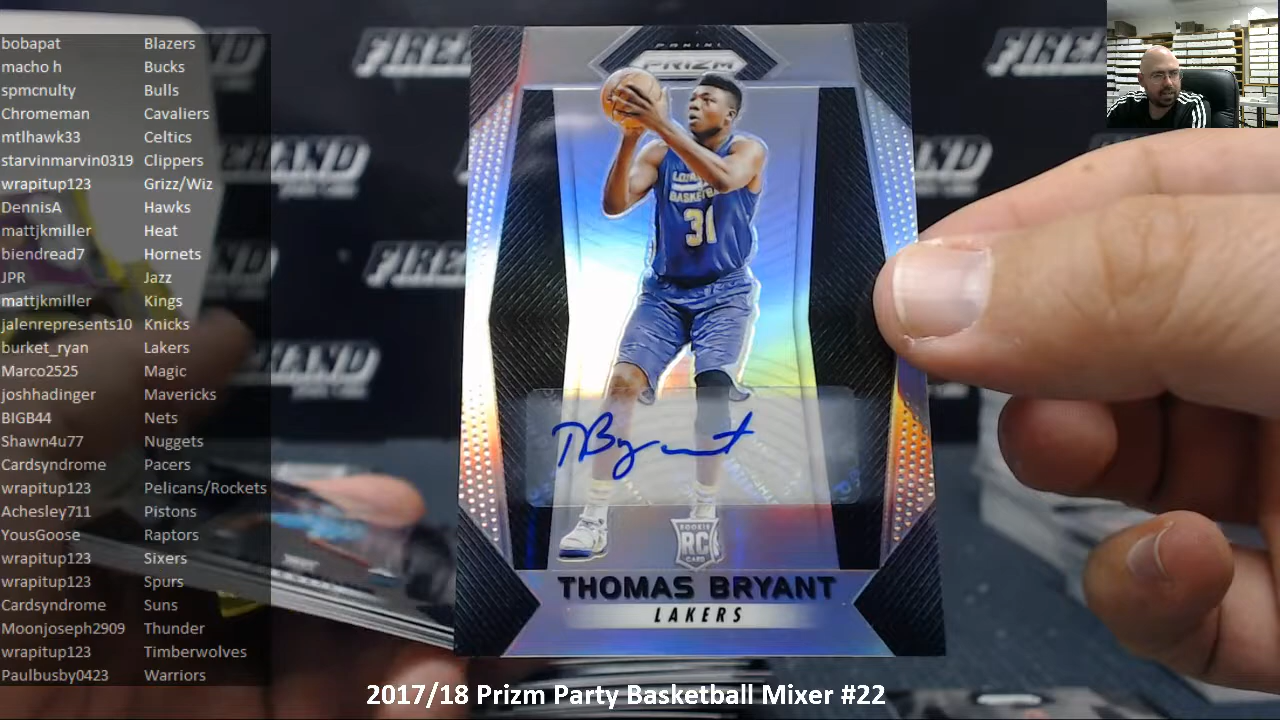 bobapat Blazers
macho h Bucks
spmcnulty Bulls
Chromeman Cavaliers
mtlhawk33 Celtics
starvinmarvin0319 Clippers
wrapitup123 Grizz/Wiz
DennisA Hawks
mattjkmiller Heat
biendread7 Hornets
JPR Jazz
mattjkmiller Kings
jalenrepresents10 Knicks
burket_ryan Lakers
Marco2525 Magic
joshhadinger Mavericks
BIGB44 Nets
Shawn4u77 Nuggets
Cardsyndrome Pacers
wrapitup123 Pelicans/Rockets
Achesley711 Pistons
YousGoose Raptors
wrapitup123 Sixers
wrapitup123 Spurs
Cardsyndrome Suns
Moonjoseph2909 Thunder
wrapitup123 Timberwolves
Paulbusby0423 Warriors
PANINI
PRIZM
BASKETBALL
31
TBryant
ROOKIE
RC
CARD
THOMAS BRYANT
LAKERS
2017/18 Prizm Party Basketball Mixer #22